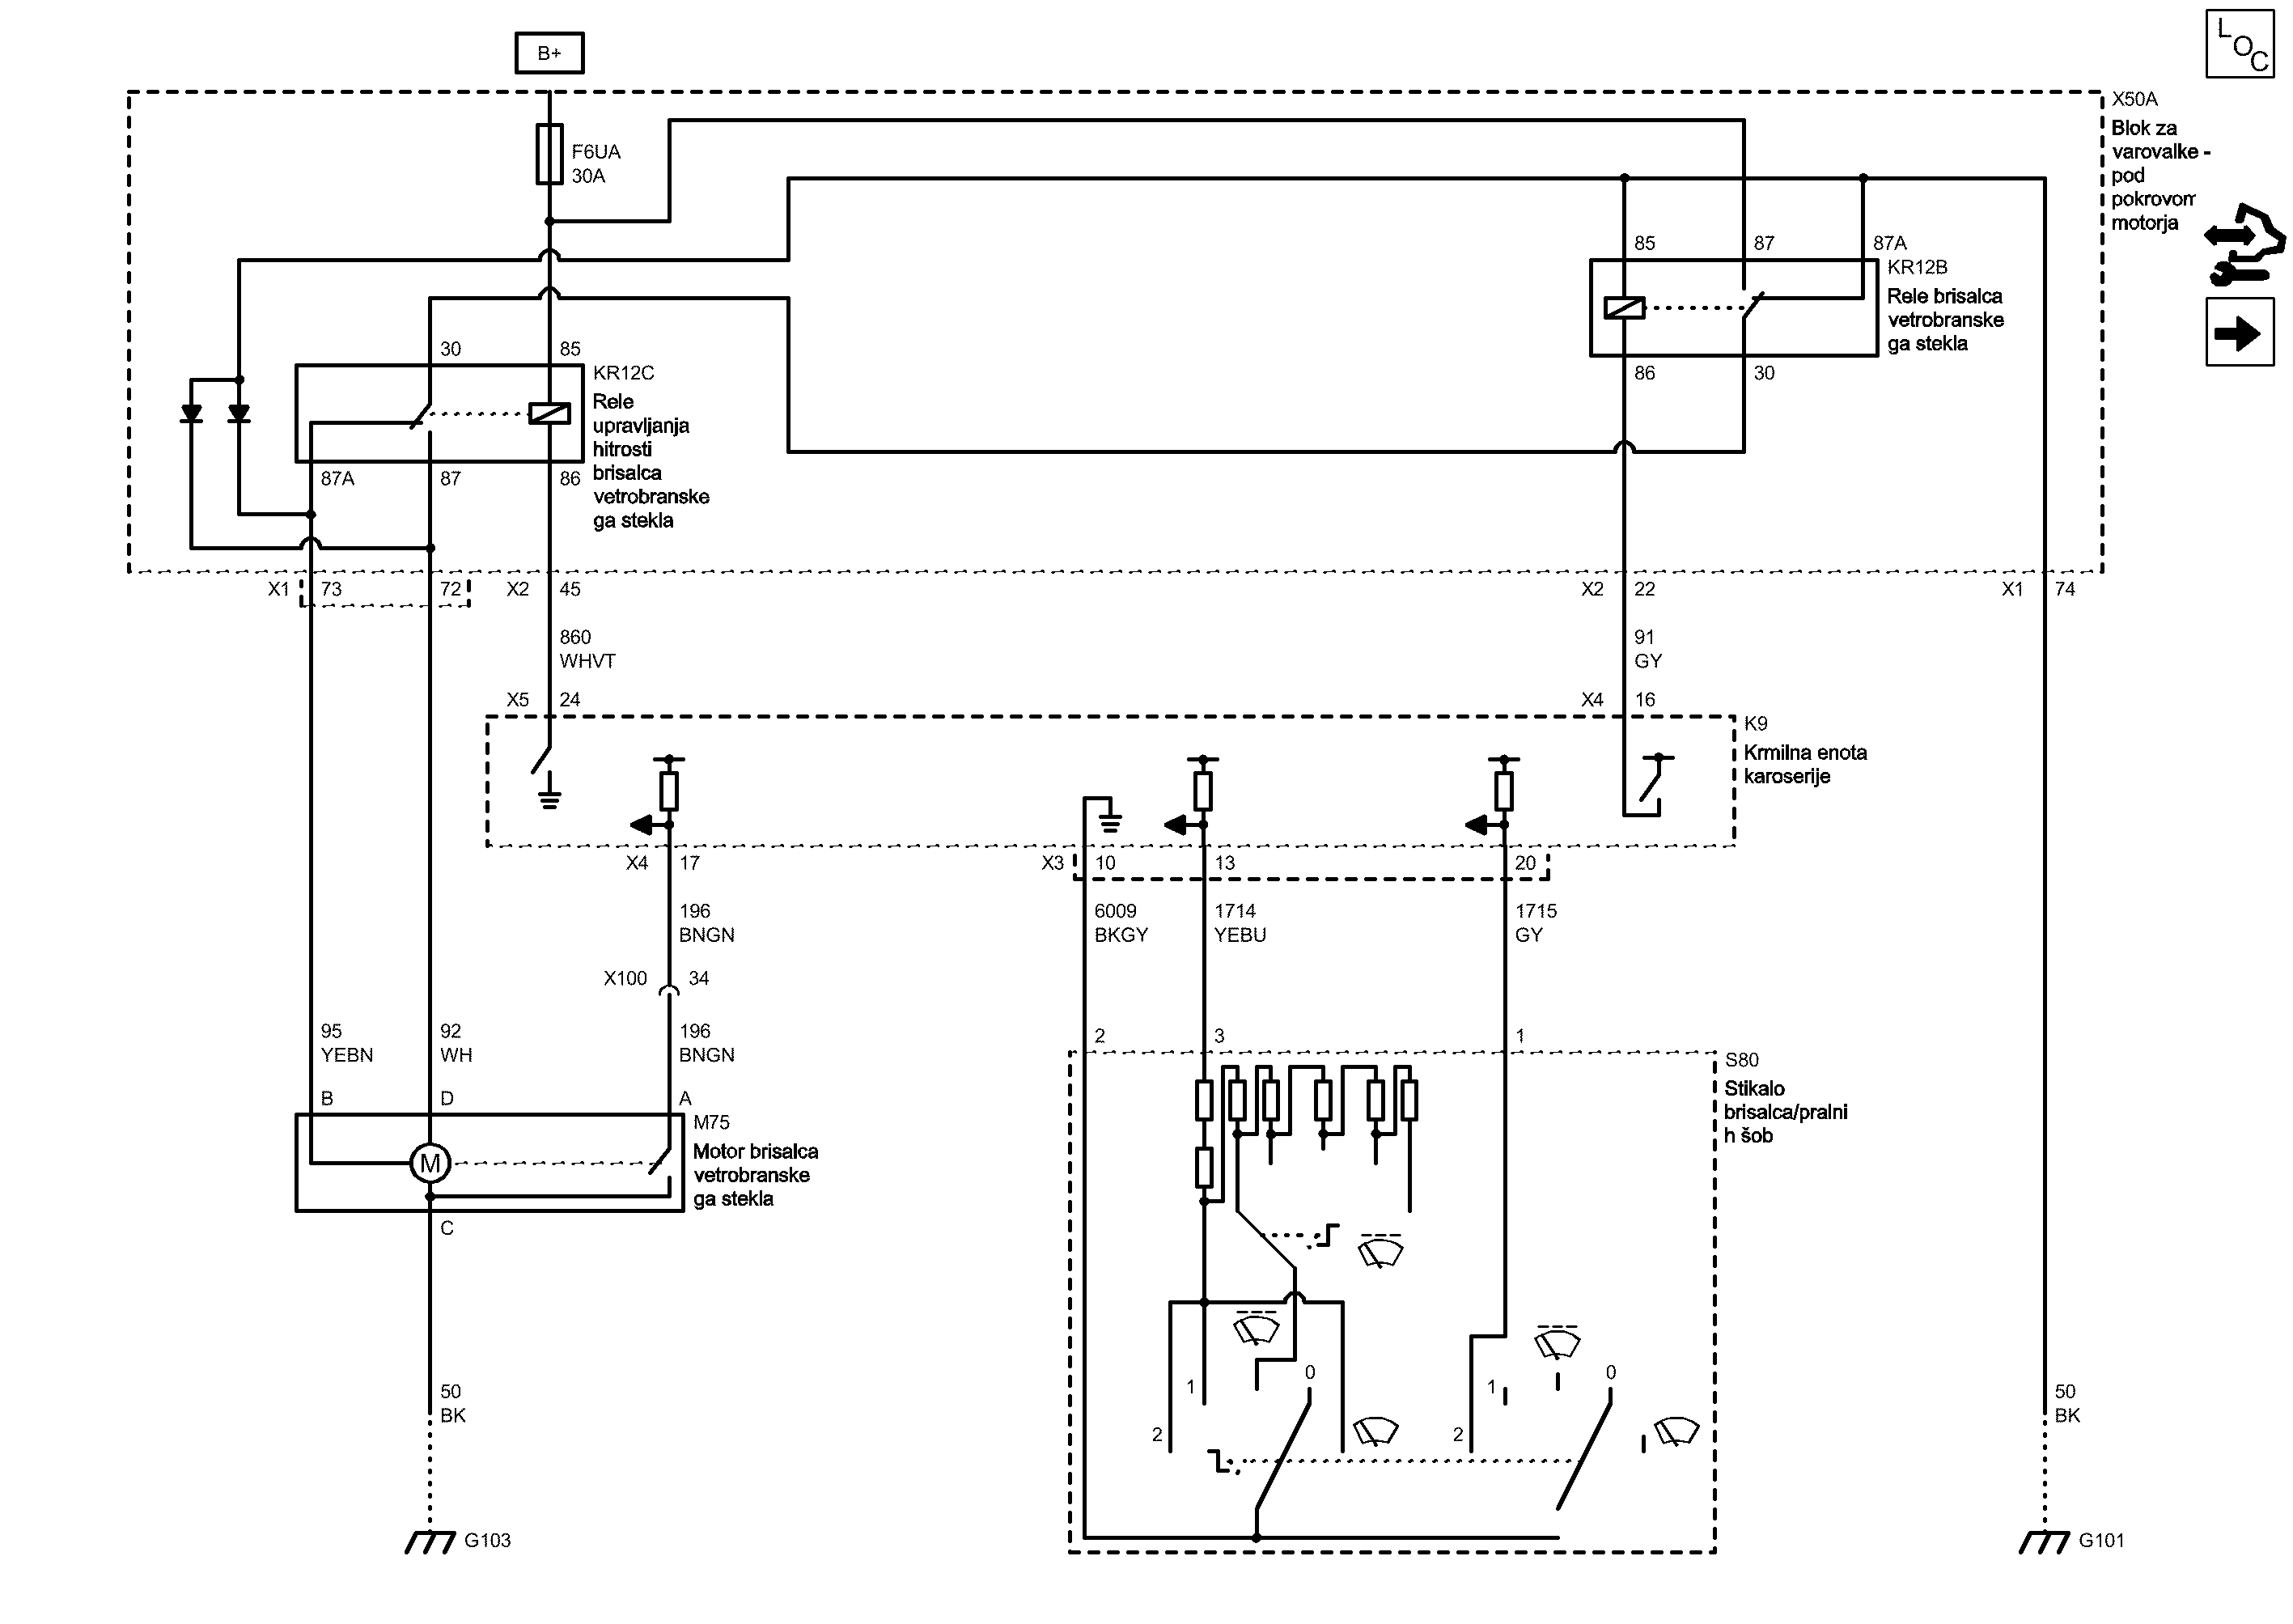 LOC
B+
X50A
Blok za
varovalke -
pod
pokrovom
motorja
F6UA
30A
85
87
87A
KR12B
Rele brisalca
vetrobranske
ga stekla
30
85
KR12C
Rele
upravljanja
hitrosti
brisalca
vetrobranske
ga stekla
86
30
87A
87
86
X1
73
72
X2
45
X2
22
X1
74
860
WHVT
91
GY
X5
24
X4
16
K9
Krmilna enota
karoserije
X4
17
X3
10
13
20
196
BNGN
6009
BKGY
1714
YEBU
1715
GY
X100
34
95
YEBN
92
WH
196
BNGN
2
3
1
B
D
A
M75
Motor brisalca
vetrobranske
ga stekla
M
C
S80
Stikalo
brisalca/pralni
h šob
1
0
2
1
0
2
50
BK
50
BK
G103
G101